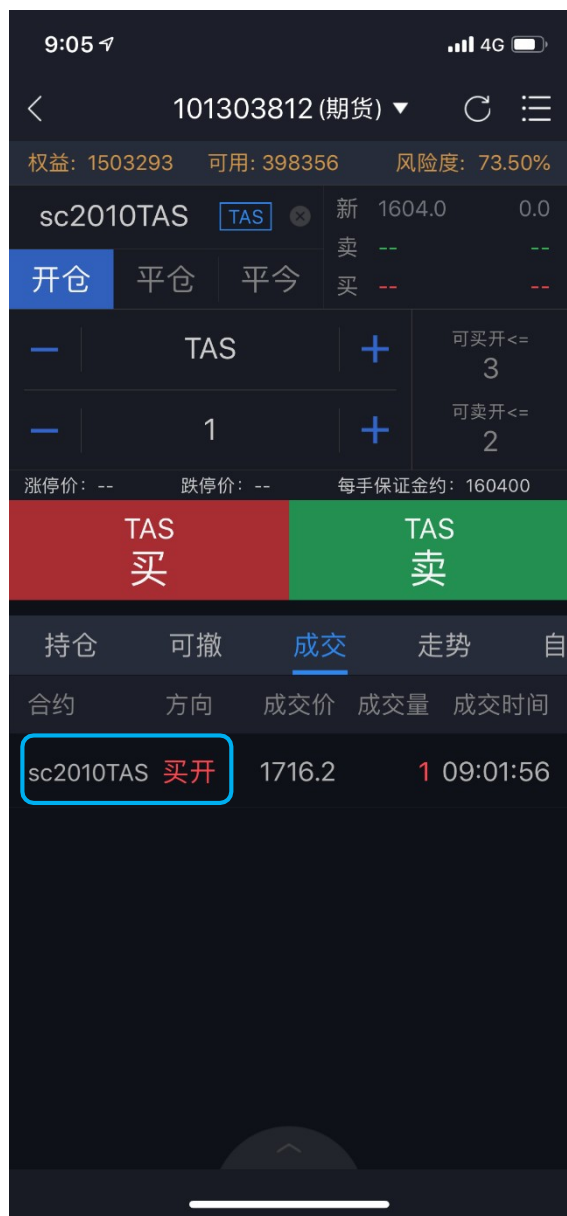 9:05 4G
101303812 (期货) ▼
权益: 1503293 可用: 398356 风险度: 73.50%
sc2010TAS TAS 新 1604.0 0.0
卖 -- --
开仓 平仓 平今 买 -- --
— TAS + 可买开<= 3
— 1 + 可卖开<= 2
涨停价: -- 跌停价: -- 每手保证金约: 160400
TAS 买 TAS 卖
持仓 可撤 成交 走势 自
合约 方向 成交价 成交量 成交时间
sc2010TAS 买开 1716.2 1 09:01:56